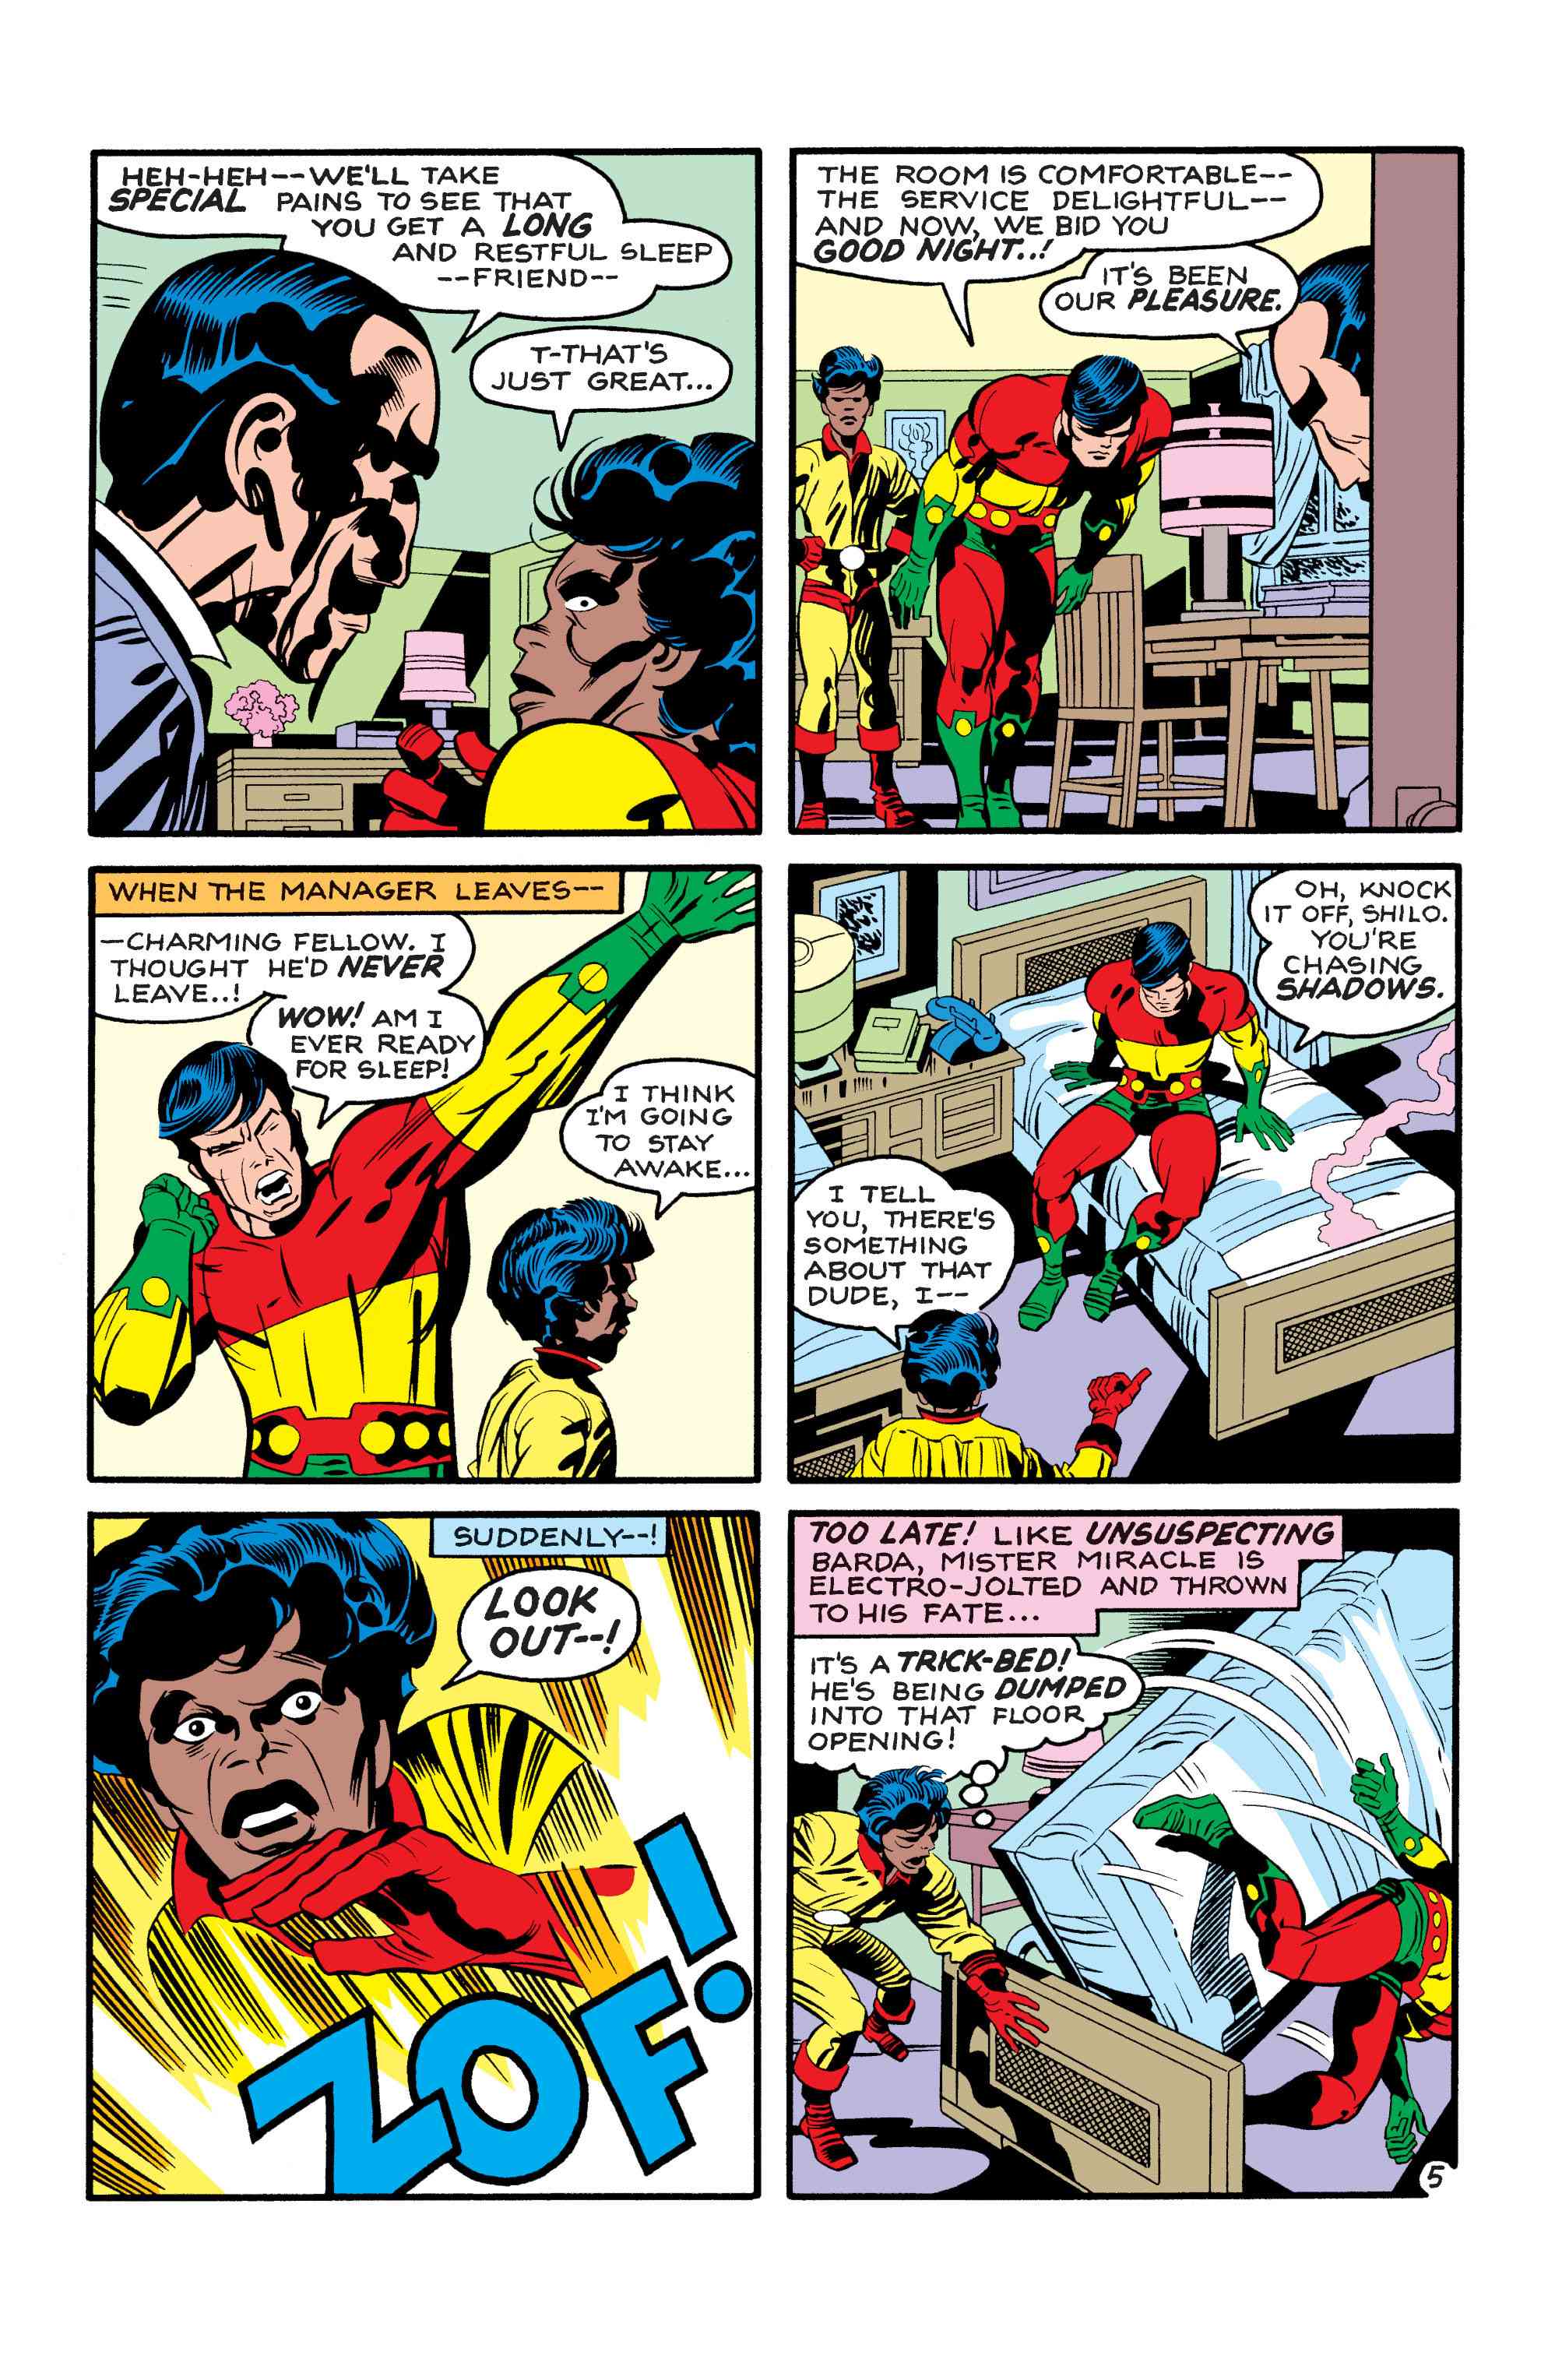 HEH-HEH--WE'LL TAKE
SPECIAL PAINS TO SEE THAT
YOU GET A LONG
AND RESTFUL SLEEP
--FRIEND--
T-THAT'S
JUST GREAT...
THE ROOM IS COMFORTABLE--
THE SERVICE DELIGHTFUL--
AND NOW, WE BID YOU
GOOD NIGHT..!
IT'S BEEN
OUR PLEASURE.
WHEN THE MANAGER LEAVES--
-CHARMING FELLOW. I
THOUGHT HE'D NEVER
LEAVE..!
WOW! AM I
EVER READY
FOR SLEEP!
I THINK
I'M GOING
TO STAY
AWAKE...
OH, KNOCK
IT OFF, SHILO.
YOU'RE
CHASING
SHADOWS.
I TELL
YOU, THERE'S
SOMETHING
ABOUT THAT
DUDE, I--
SUDDENLY--!
LOOK
OUT--!
ZOF!
TOO LATE! LIKE UNSUSPECTING
BARDA, MISTER MIRACLE IS
ELECTRO-JOLTED AND THROWN
TO HIS FATE...
IT'S A TRICK-BED!
HE'S BEING DUMPED
INTO THAT FLOOR
OPENING!
5